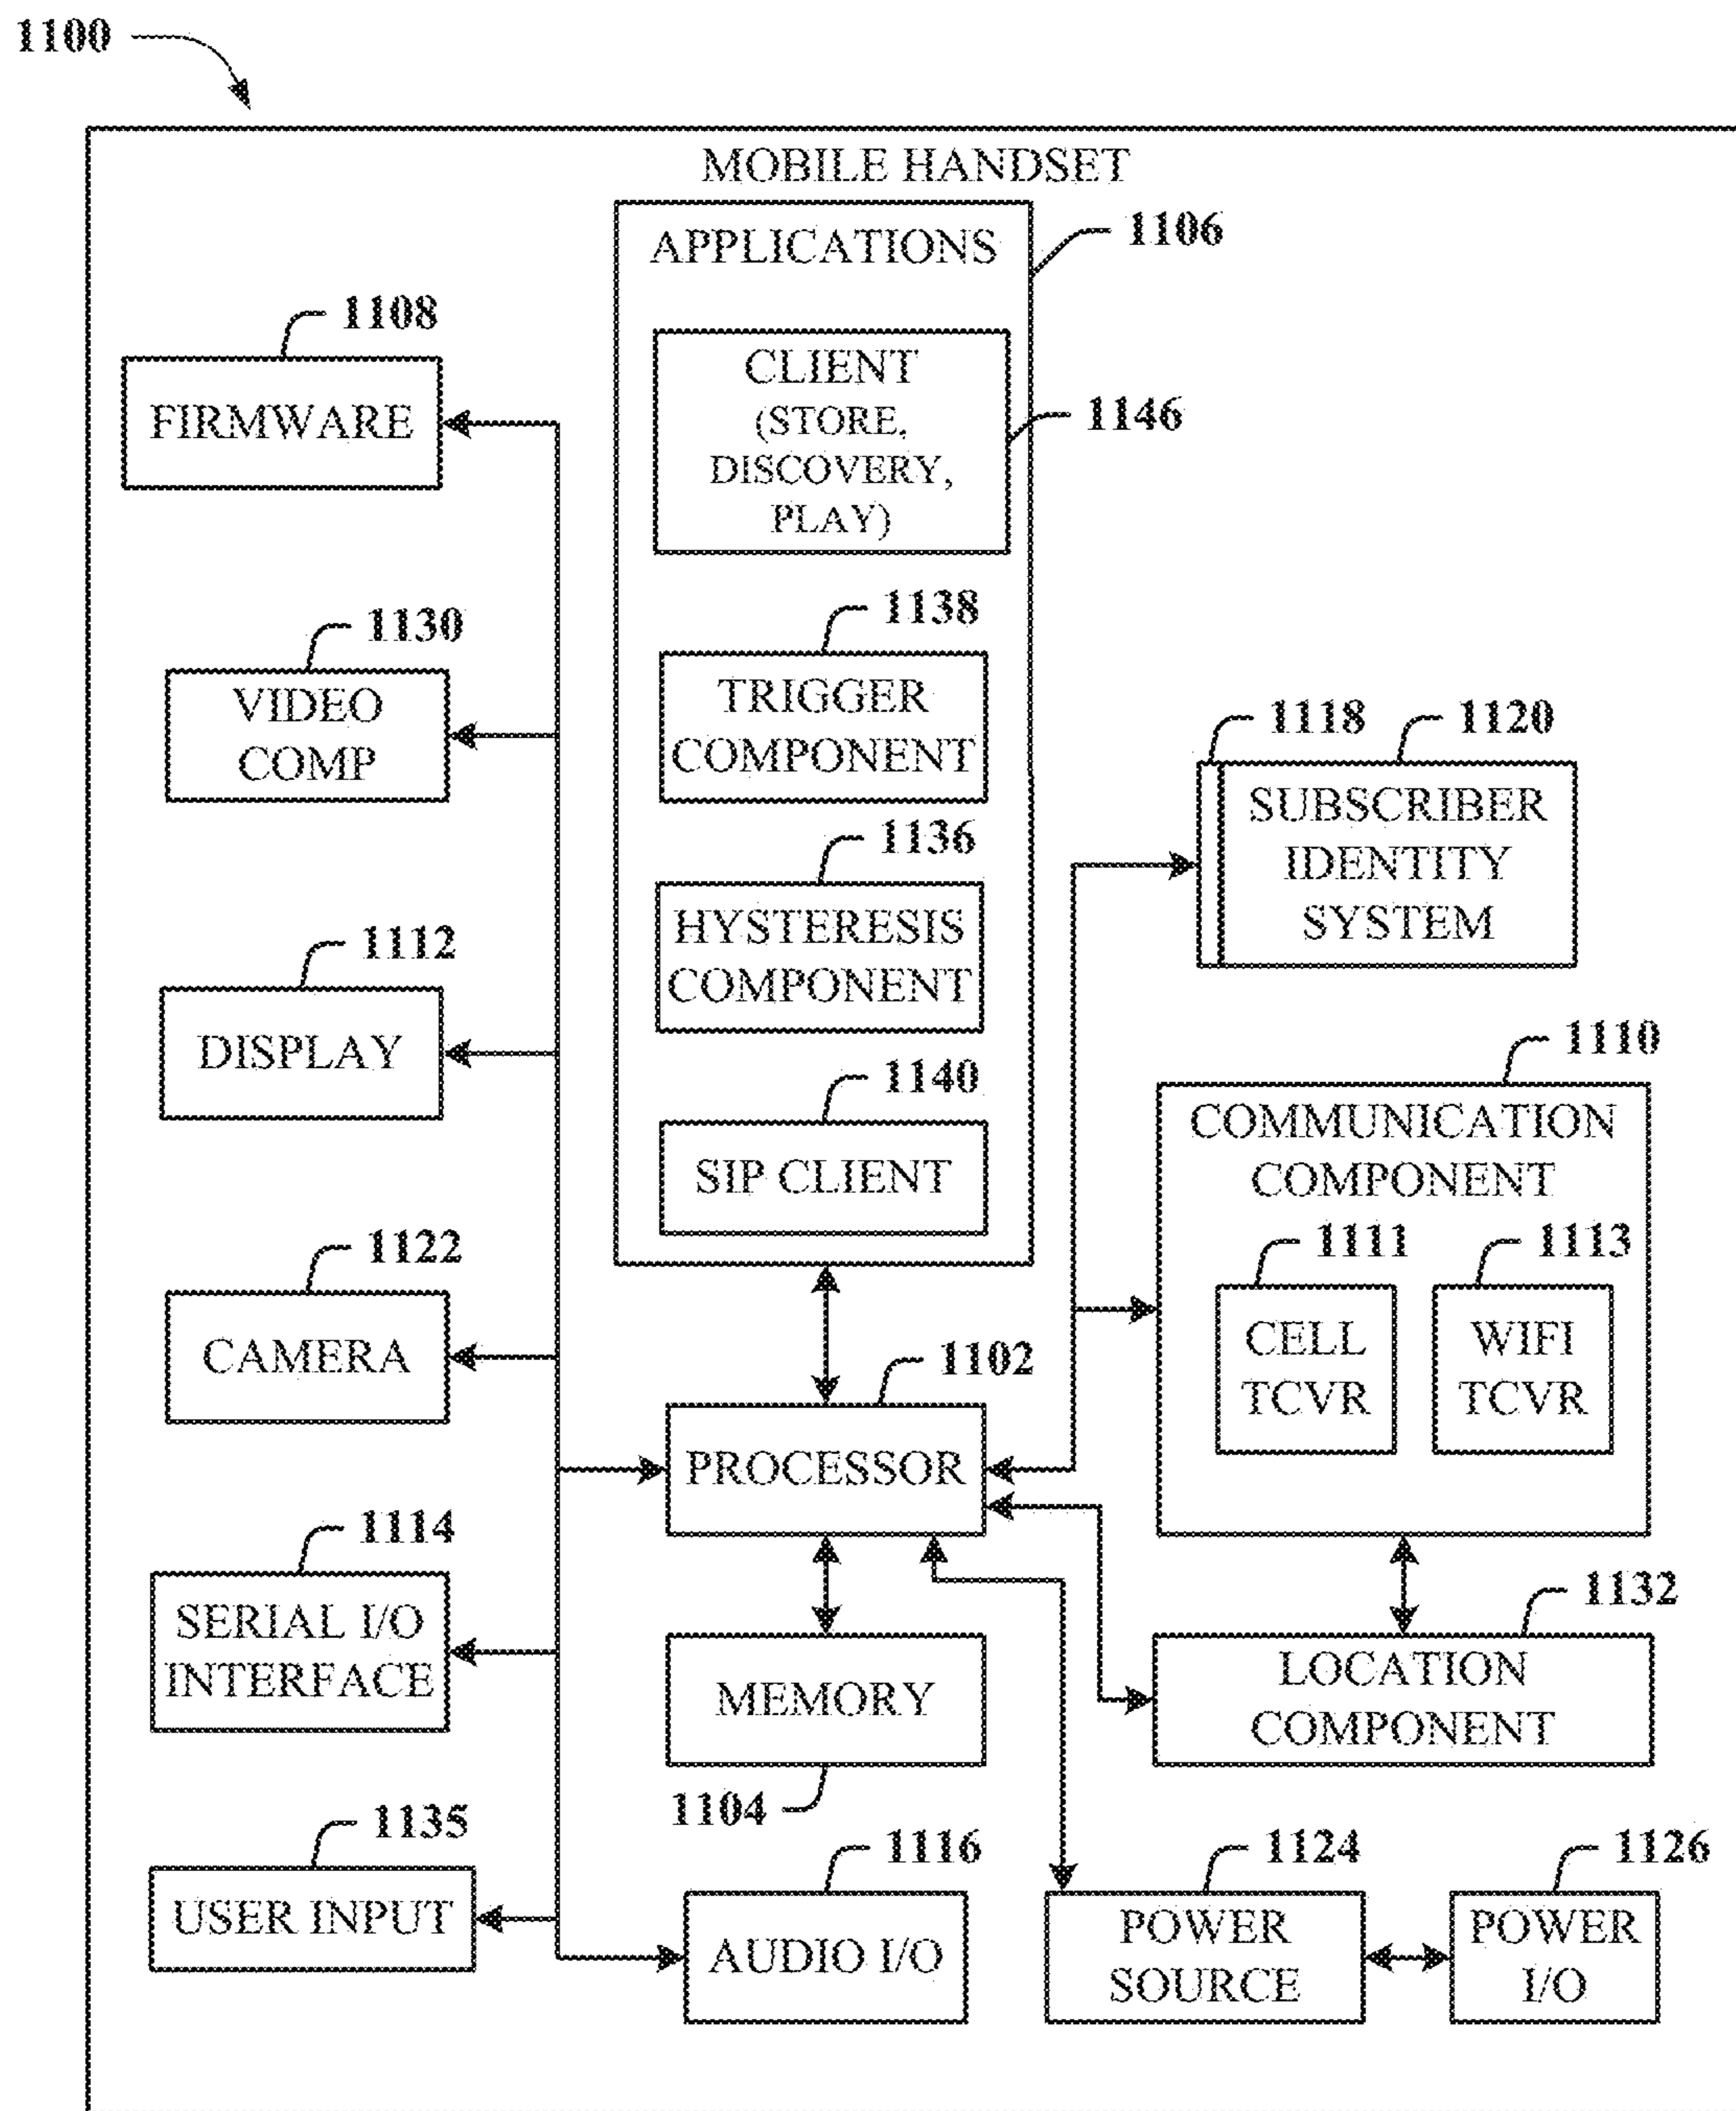 1100
MOBILE HANDSET
1106
APPLICATIONS
1146
CLIENT
(STORE,
DISCOVERY,
PLAY)
1138
TRIGGER
COMPONENT
1136
HYSTERESIS
COMPONENT
1140
SIP CLIENT
1108
FIRMWARE
1130
VIDEO
COMP
1112
DISPLAY
1122
CAMERA
1114
SERIAL I/O
INTERFACE
1135
USER INPUT
1102
PROCESSOR
MEMORY
1104
1116
AUDIO I/O
1118
1120
SUBSCRIBER
IDENTITY
SYSTEM
1110
COMMUNICATION
COMPONENT
1111
CELL
TCVR
1113
WIFI
TCVR
1132
LOCATION
COMPONENT
1124
POWER
SOURCE
1126
POWER
I/O